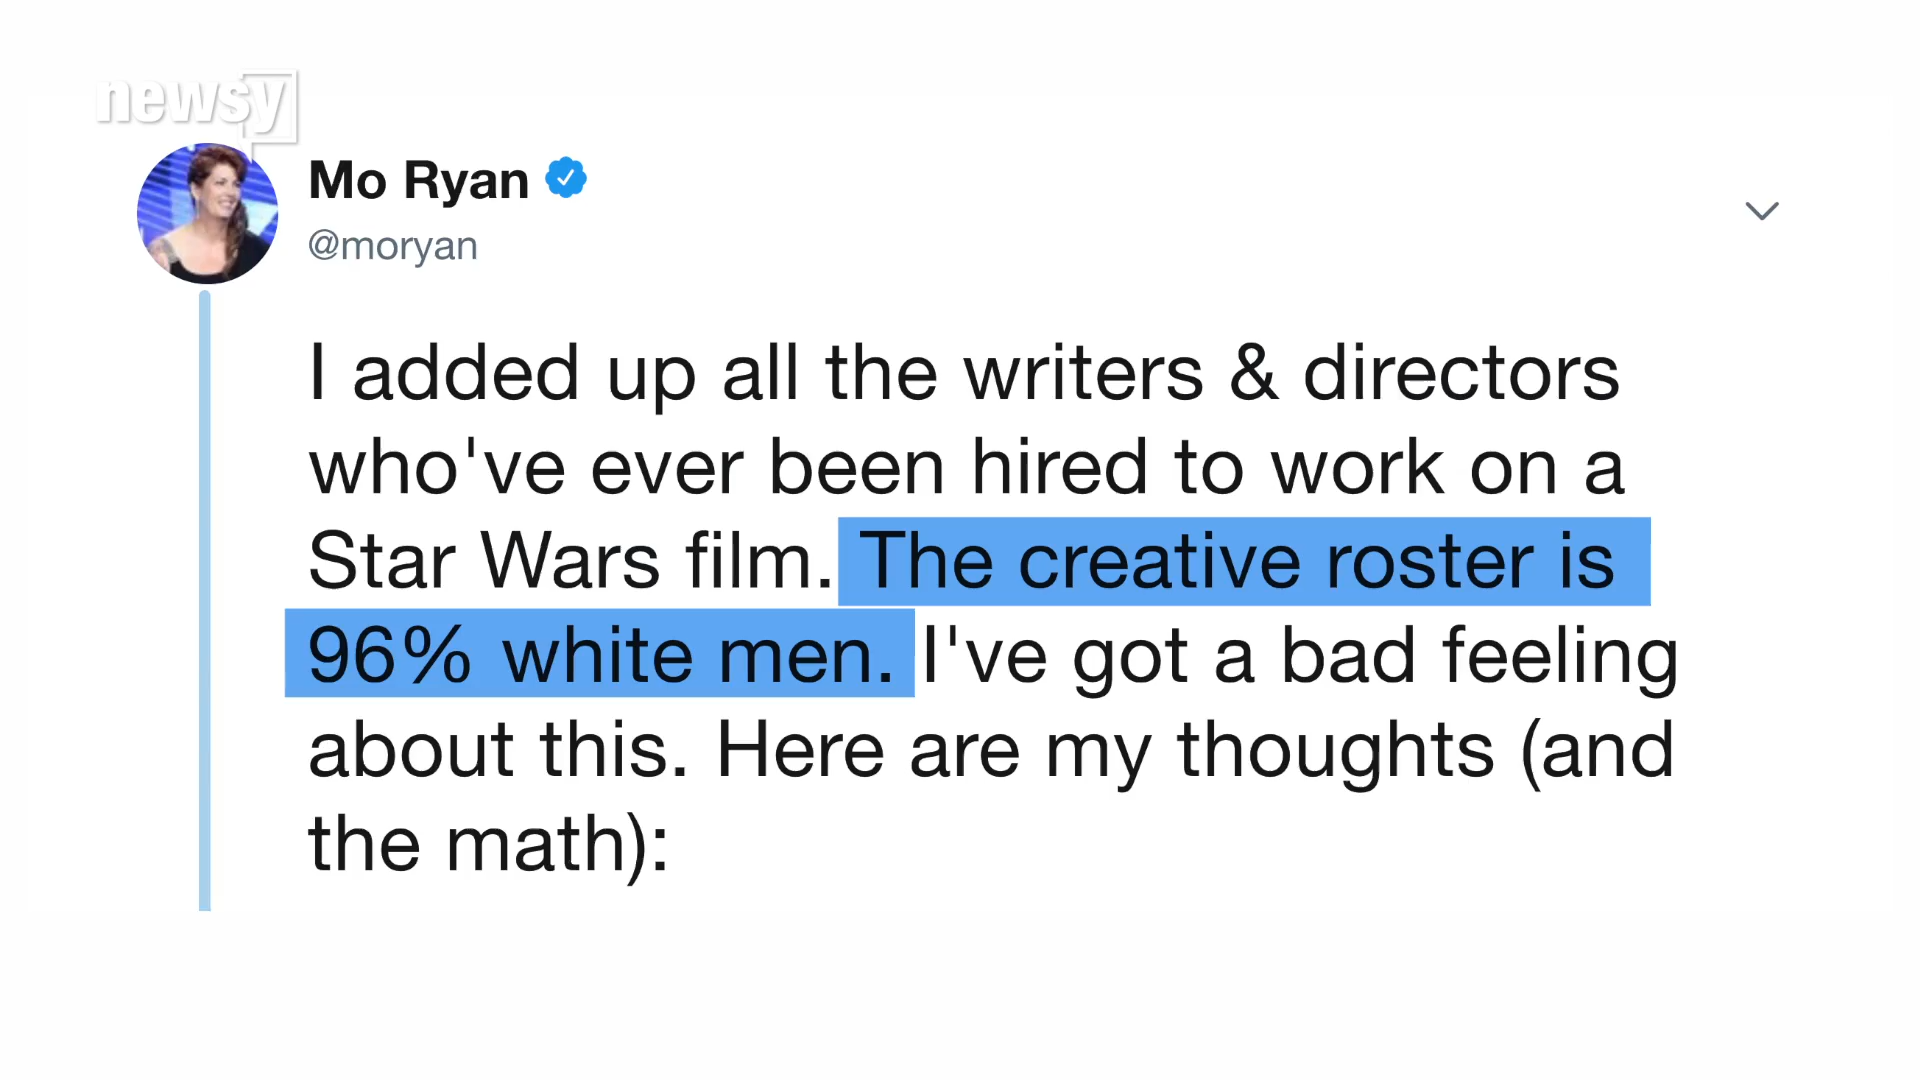 newsy
Mo Ryan
@moryan
I added up all the writers & directors
who've ever been hired to work on a
Star Wars film. The creative roster is
96% white men. I've got a bad feeling
about this. Here are my thoughts (and
the math):